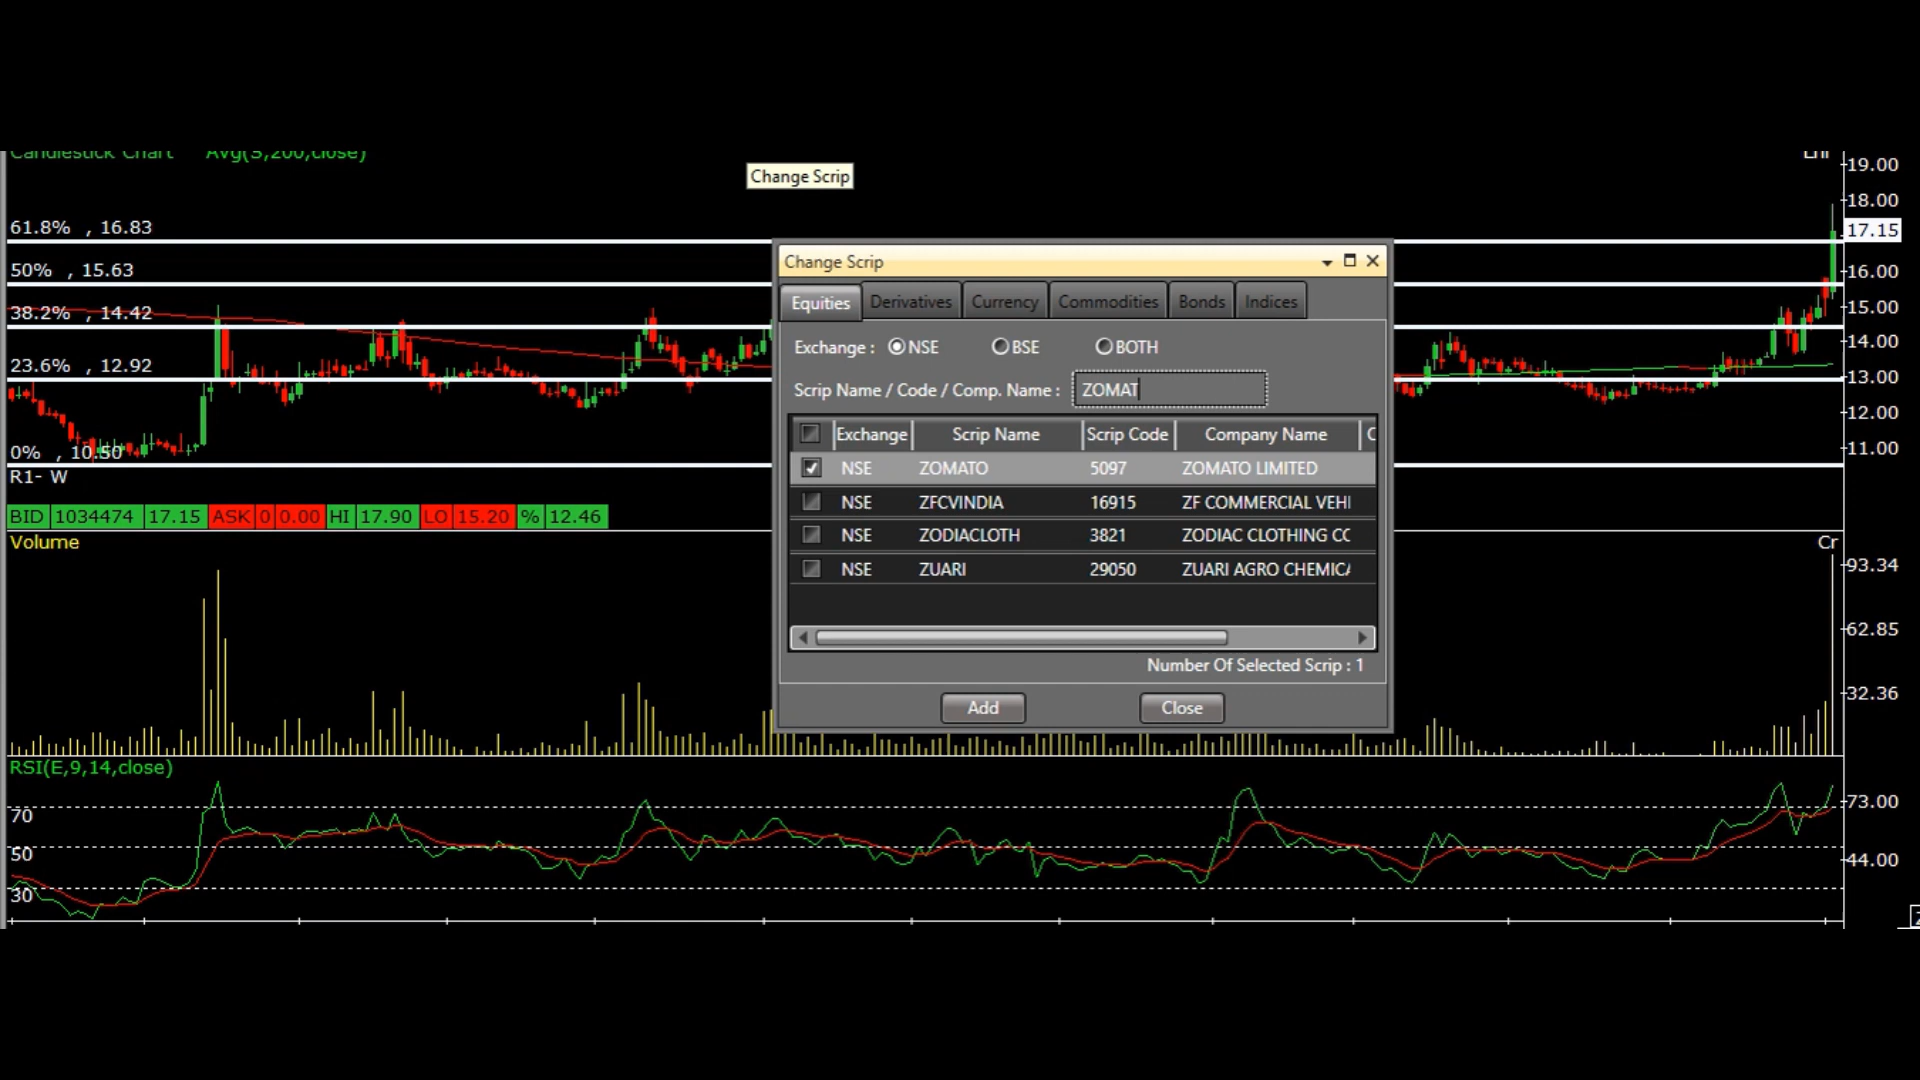 Candlestick Chart Avg(S,200,close)
19.00
Change Scrip
18.00
61.8% , 16.83
17.15
Change Scrip
50% , 15.63
16.00
Equities Derivatives Currency Commodities Bonds Indices
38.2% , 14.42
15.00
Exchange : NSE BSE BOTH
14.00
23.6% , 12.92
13.00
Scrip Name / Code / Comp. Name : ZOMAT
12.00
Exchange Scrip Name Scrip Code Company Name
0% , 10.50
11.00
NSE ZOMATO 5097 ZOMATO LIMITED
R1- W
NSE ZFCVINDIA 16915 ZF COMMERCIAL VEHI
BID 1034474 17.15 ASK 0 0.00 HI 17.90 LO 15.20 % 12.46
NSE ZODIACLOTH 3821 ZODIAC CLOTHING CC
Volume
Cr
93.34
NSE ZUARI 29050 ZUARI AGRO CHEMICA
62.85
Number Of Selected Scrip : 1
32.36
Add Close
RSI(E,9,14,close)
70
73.00
50
44.00
30